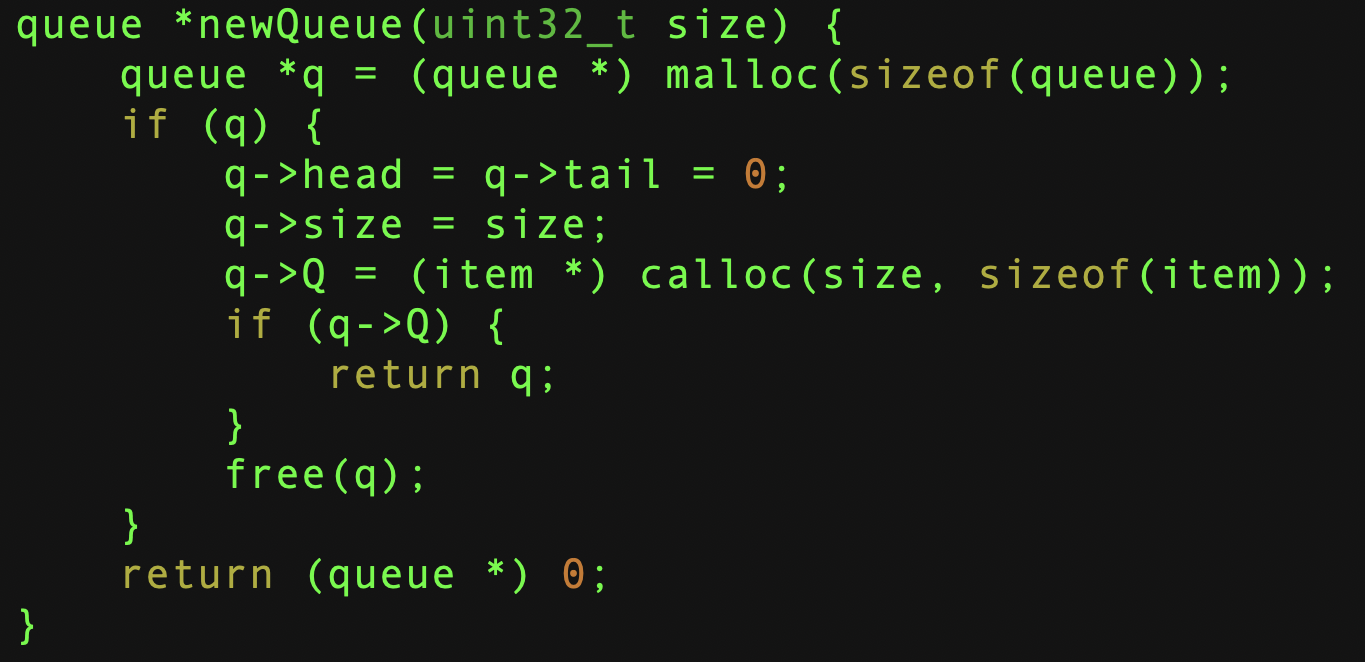 queue *newQueue(uint32_t size) {
    queue *q = (queue *) malloc(sizeof(queue));
    if (q) {
        q->head = q->tail = 0;
        q->size = size;
        q->Q = (item *) calloc(size, sizeof(item));
        if (q->Q) {
            return q;
        }
        free(q);
    }
    return (queue *) 0;
}